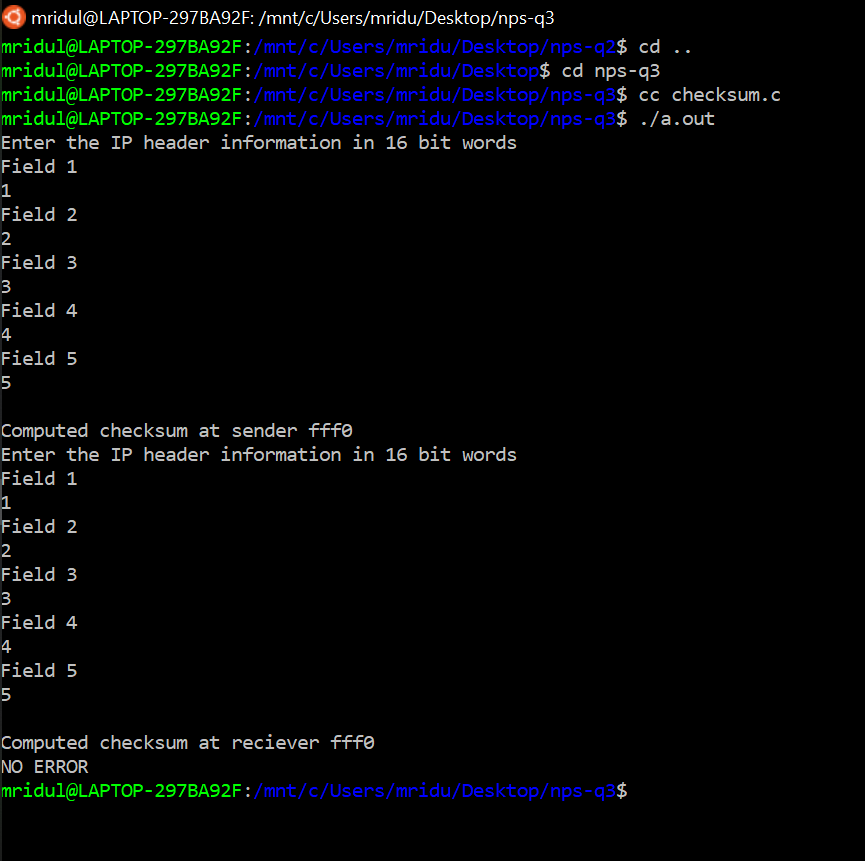 mridul@LAPTOP-297BA92F: /mnt/c/Users/mridu/Desktop/nps-q3
mridul@LAPTOP-297BA92F:/mnt/c/Users/mridu/Desktop/nps-q2$ cd ..
mridul@LAPTOP-297BA92F:/mnt/c/Users/mridu/Desktop$ cd nps-q3
mridul@LAPTOP-297BA92F:/mnt/c/Users/mridu/Desktop/nps-q3$ cc checksum.c
mridul@LAPTOP-297BA92F:/mnt/c/Users/mridu/Desktop/nps-q3$ ./a.out
Enter the IP header information in 16 bit words
Field 1
1
Field 2
2
Field 3
3
Field 4
4
Field 5
5
Computed checksum at sender fff0
Enter the IP header information in 16 bit words
Field 1
1
Field 2
2
Field 3
3
Field 4
4
Field 5
5
Computed checksum at reciever fff0
NO ERROR
mridul@LAPTOP-297BA92F:/mnt/c/Users/mridu/Desktop/nps-q3$